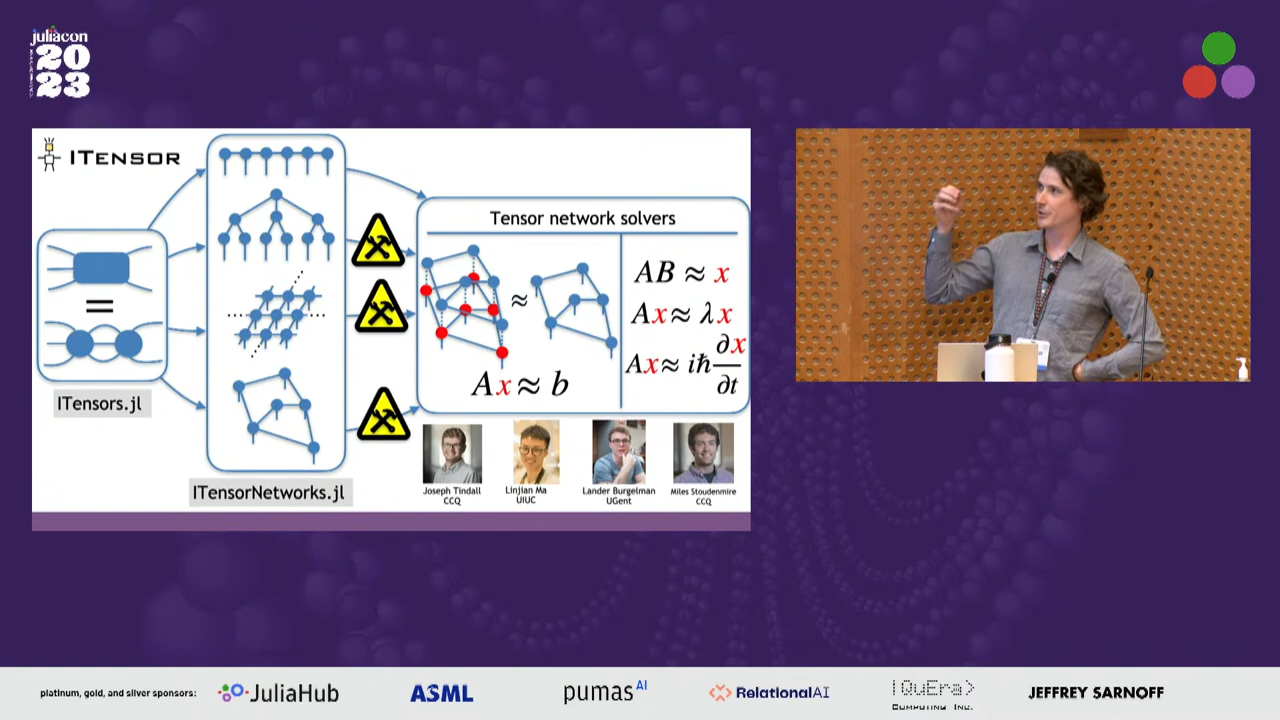 juliacon
20
23
ITENSOR
=
ITensors.jl
ITensorNetworks.jl
Tensor network solvers
≈
Ax ≈ b
AB ≈ x
Ax ≈ λx
Ax ≈ iħ ∂x/∂t
Joseph Tindall
CCQ
Linjian Ma
UIUC
Lander Burgelman
UGent
Miles Stoudenmire
CCQ
platinum, gold, and silver sponsors:
JuliaHub
ASML
pumas AI
RelationalAI
|QuEra>
COMPUTING INC.
JEFFREY SARNOFF